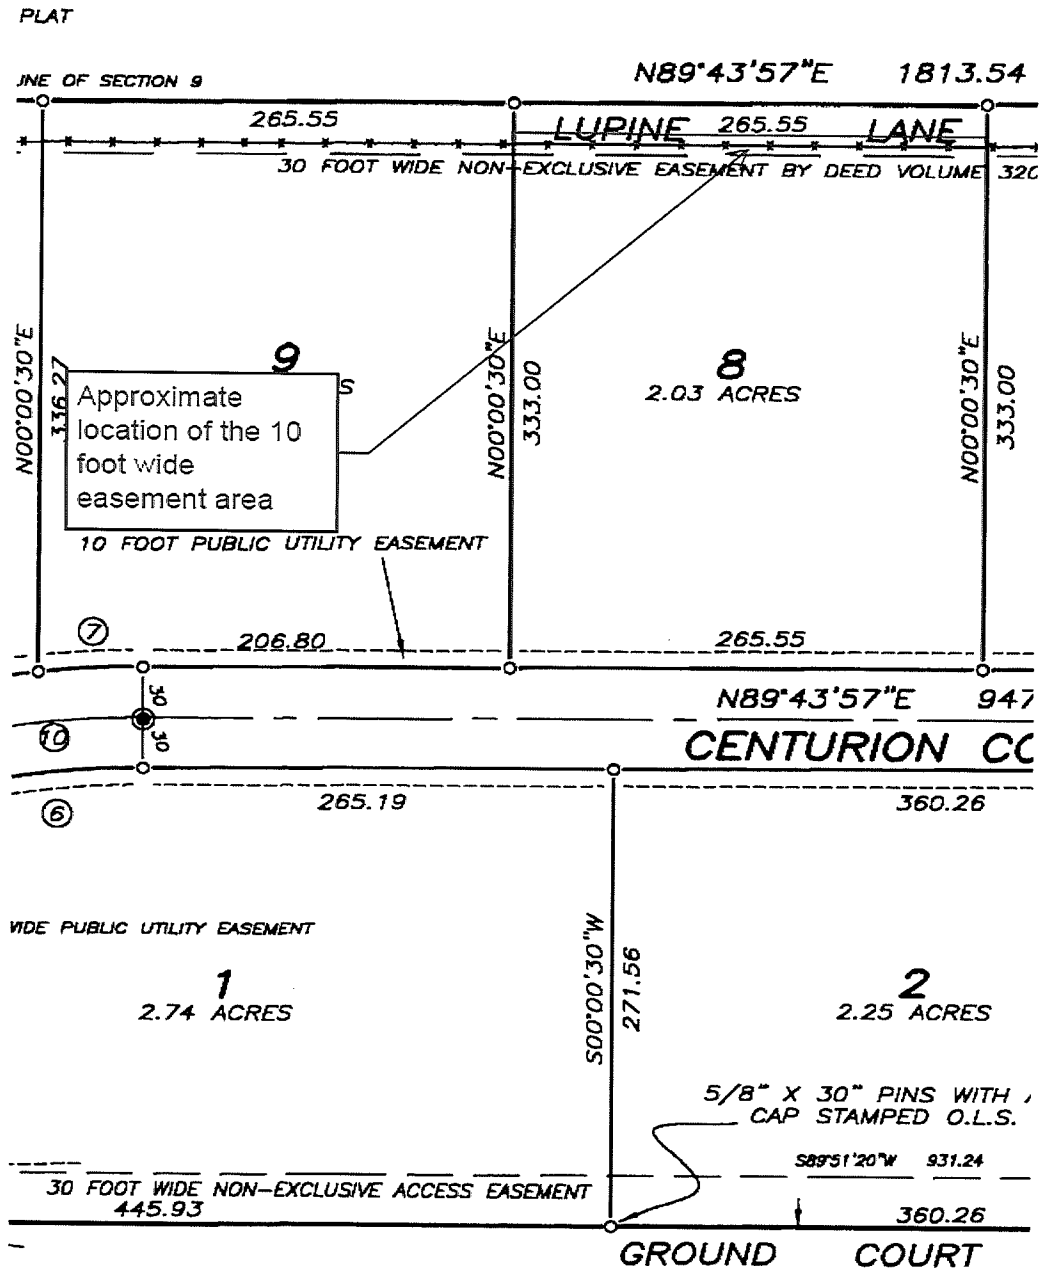 PLAT
LINE OF SECTION 9
N89°43'57"E 1813.54
265.55
LUPINE 265.55 LANE
30 FOOT WIDE NON-EXCLUSIVE EASEMENT BY DEED VOLUME 320
N00°00'30"E
336.27
9
S
Approximate
location of the 10
foot wide
easement area
N00°00'30"E
333.00
8
2.03 ACRES
N00°00'30"E
333.00
10 FOOT PUBLIC UTILITY EASEMENT
7
206.80
265.55
30
30
10
N89°43'57"E 947
CENTURION CO
6
265.19
360.26
WIDE PUBLIC UTILITY EASEMENT
1
2.74 ACRES
S00°00'30"W
271.56
2
2.25 ACRES
5/8" X 30" PINS WITH
CAP STAMPED O.L.S.
S89°51'20"W 931.24
30 FOOT WIDE NON-EXCLUSIVE ACCESS EASEMENT
445.93
360.26
GROUND COURT